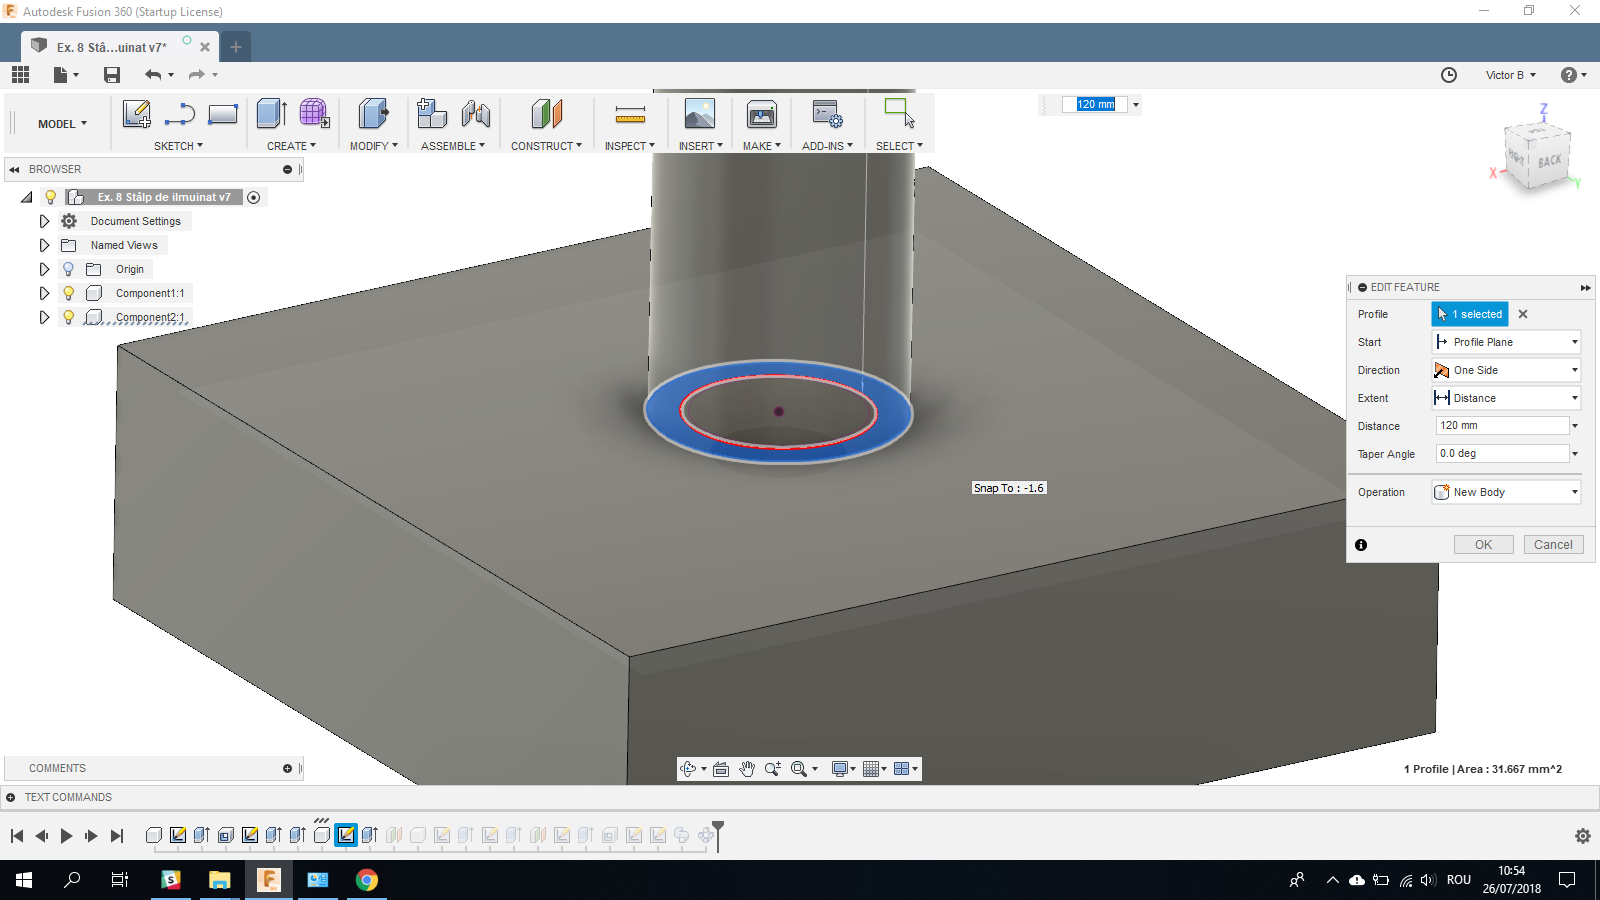 Autodesk Fusion 360 (Startup License)
Ex. 8 Stâ...uinat v7*
Victor B
MODEL
SKETCH
CREATE
MODIFY
ASSEMBLE
CONSTRUCT
INSPECT
INSERT
MAKE
ADD-INS
SELECT
120 mm
Z
BACK
X
Y
BROWSER
Ex. 8 Stâlp de ilmuinat v7
Document Settings
Named Views
Origin
Component1:1
Component2:1
EDIT FEATURE
Profile
1 selected
Start
Profile Plane
Direction
One Side
Extent
Distance
Distance
120 mm
Taper Angle
0.0 deg
Operation
New Body
OK
Cancel
Snap To : -1.6
COMMENTS
1 Profile | Area : 31.667 mm^2
TEXT COMMANDS
ROU
10:54
26/07/2018